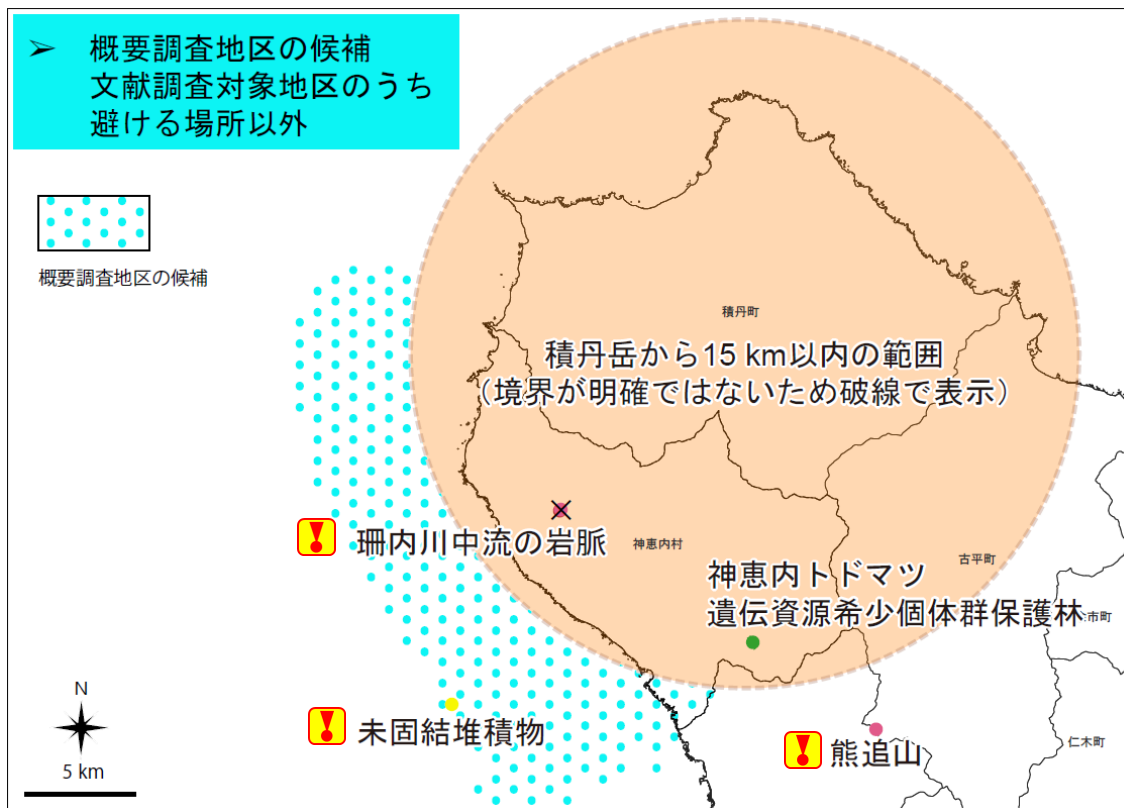 ➢ 概要調査地区の候補
文献調査対象地区のうち
避ける場所以外
概要調査地区の候補
積丹町
積丹岳から15 km以内の範囲
（境界が明確ではないため破線で表示）
珊内川中流の岩脈
神恵内村
古平町
神恵内トドマツ
遺伝資源希少個体群保護林
市町
N
5 km
未固結堆積物
熊追山
仁木町